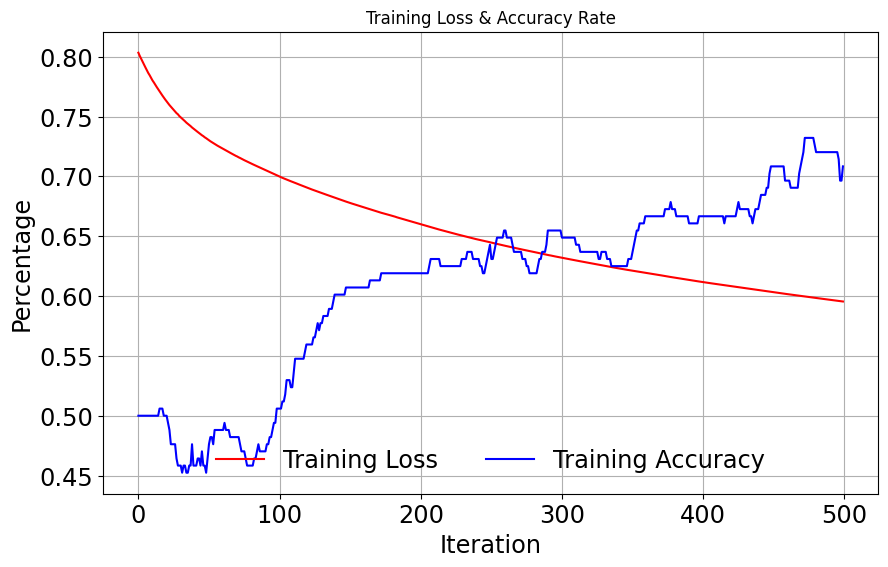 Training Loss & Accuracy Rate
Percentage
0.80
0.75
0.70
0.65
0.60
0.55
0.50
0.45
Training Loss Training Accuracy
0 100 200 300 400 500
Iteration